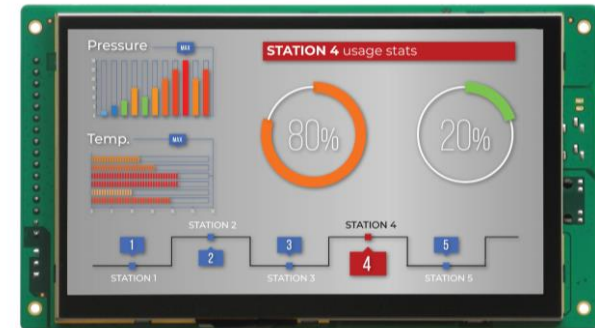 Pressure
MAX
STATION 4 usage stats
80%
20%
Temp.
MAX
STATION 2
STATION 4
1
3
5
2
4
STATION 1
STATION 3
STATION 5